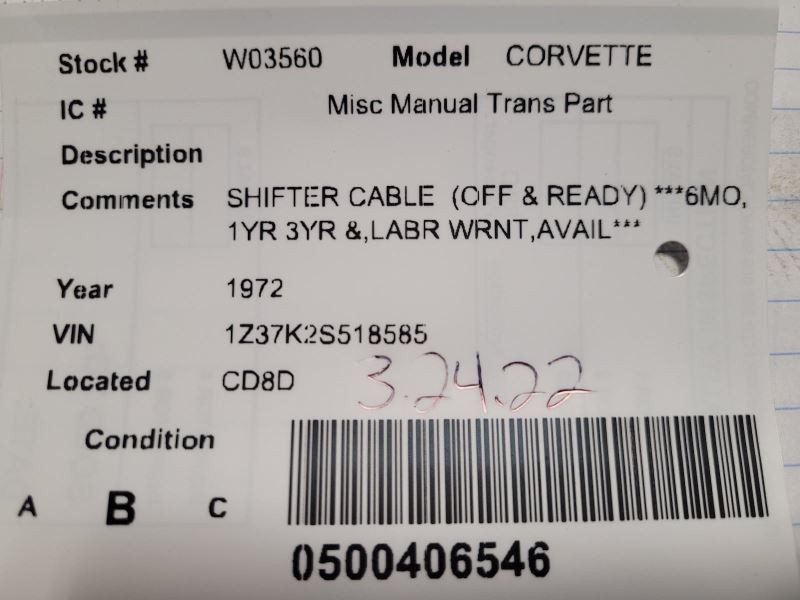 Stock # W03560 Model CORVETTE
IC # Misc Manual Trans Part
Description
Comments SHIFTER CABLE (OFF & READY) ***6MO,
1YR 3YR &,LABR WRNT,AVAIL***
Year 1972
VIN 1Z37K2S518585
Located CD8D 3.24.22
Condition
A B C
0500406546